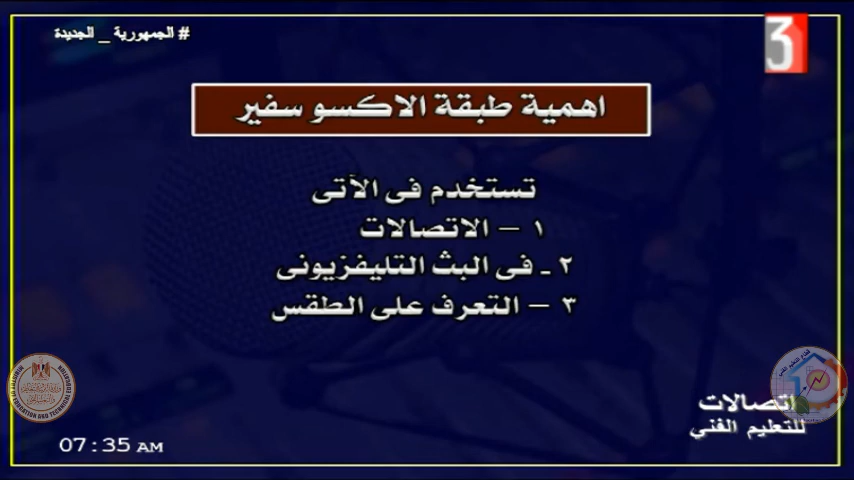 # الجمهورية _ الجديدة
3
اهمية طبقة الاكسو سفير
تستخدم فى الآتى
١ – الاتصالات
٢ ـ فى البث التليفزيونى
٣ – التعرف على الطقس
اتصالات
للتعليم الفني
07:35 AM